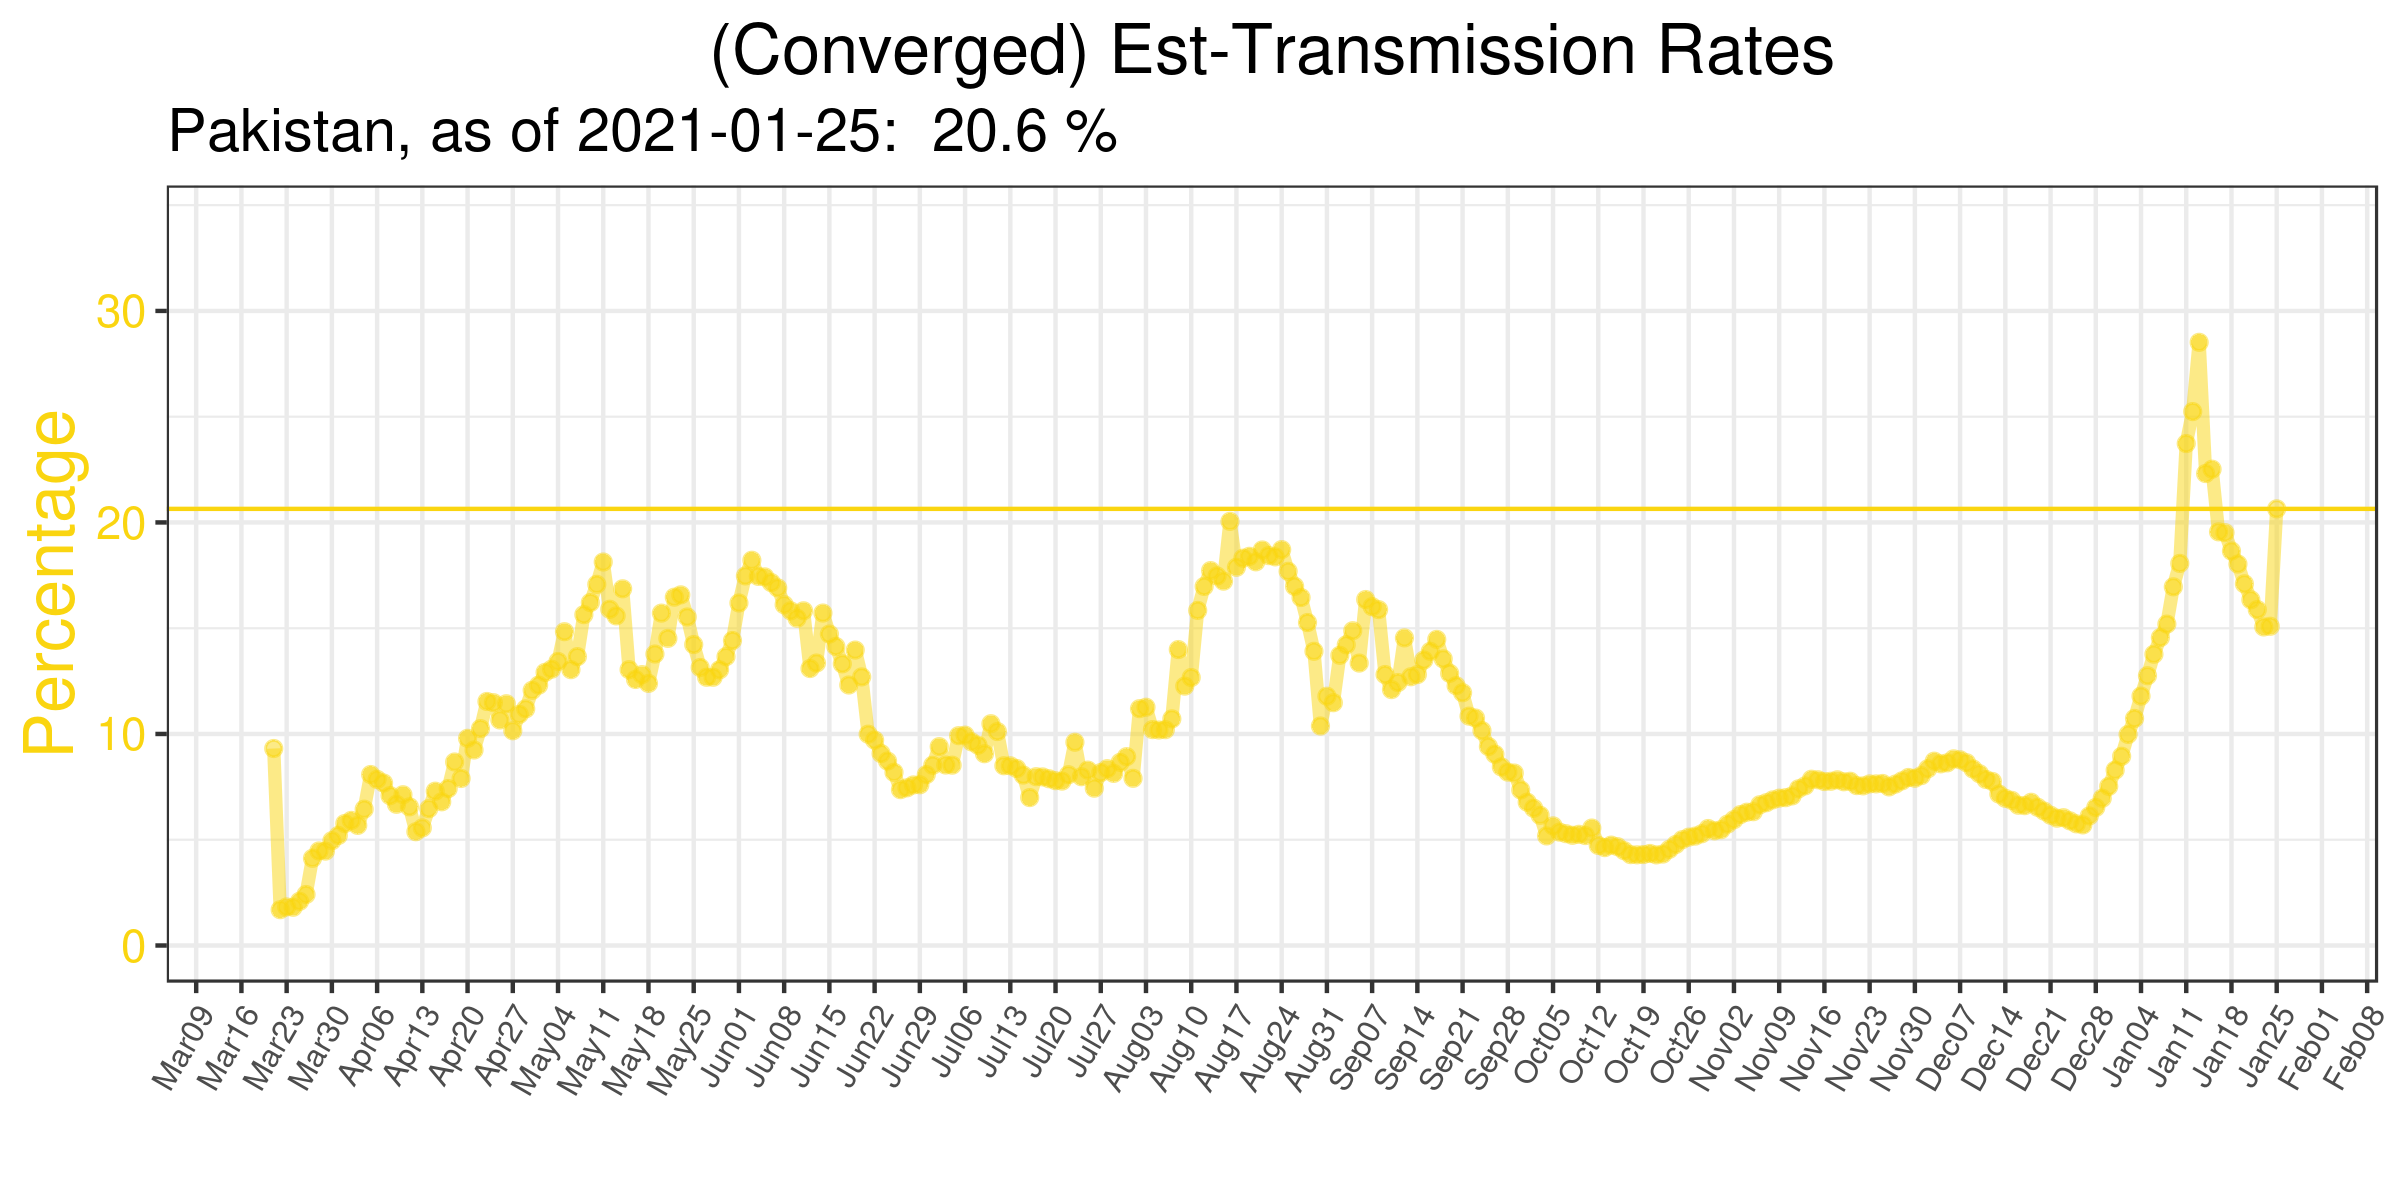 (Converged) Est-Transmission Rates
Pakistan, as of 2021-01-25:  20.6 %
Percentage
30
20
10
0
Mar09
Mar16
Mar23
Mar30
Apr06
Apr13
Apr20
Apr27
May04
May11
May18
May25
Jun01
Jun08
Jun15
Jun22
Jun29
Jul06
Jul13
Jul20
Jul27
Aug03
Aug10
Aug17
Aug24
Aug31
Sep07
Sep14
Sep21
Sep28
Oct05
Oct12
Oct19
Oct26
Nov02
Nov09
Nov16
Nov23
Nov30
Dec07
Dec14
Dec21
Dec28
Jan04
Jan11
Jan18
Jan25
Feb01
Feb08